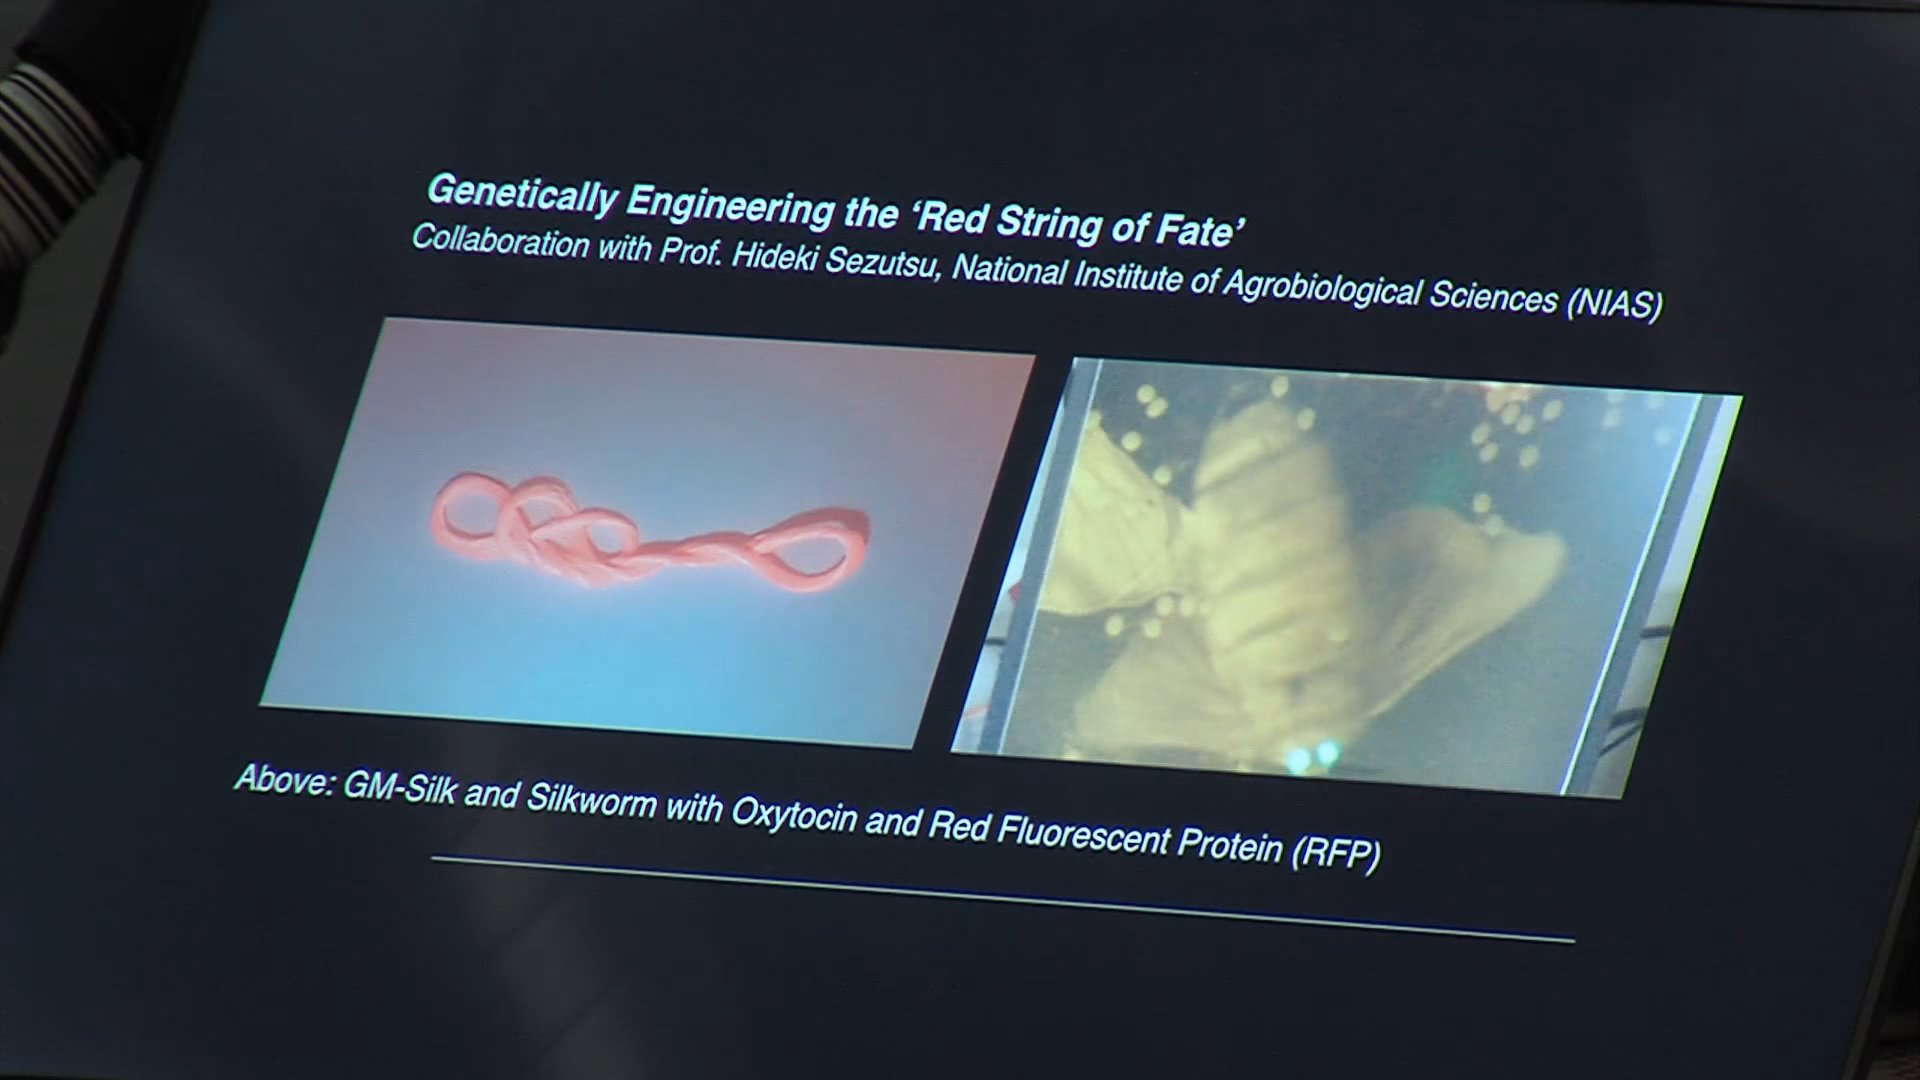 Genetically Engineering the ‘Red String of Fate’
Collaboration with Prof. Hideki Sezutsu, National Institute of Agrobiological Sciences (NIAS)
Above: GM-Silk and Silkworm with Oxytocin and Red Fluorescent Protein (RFP)